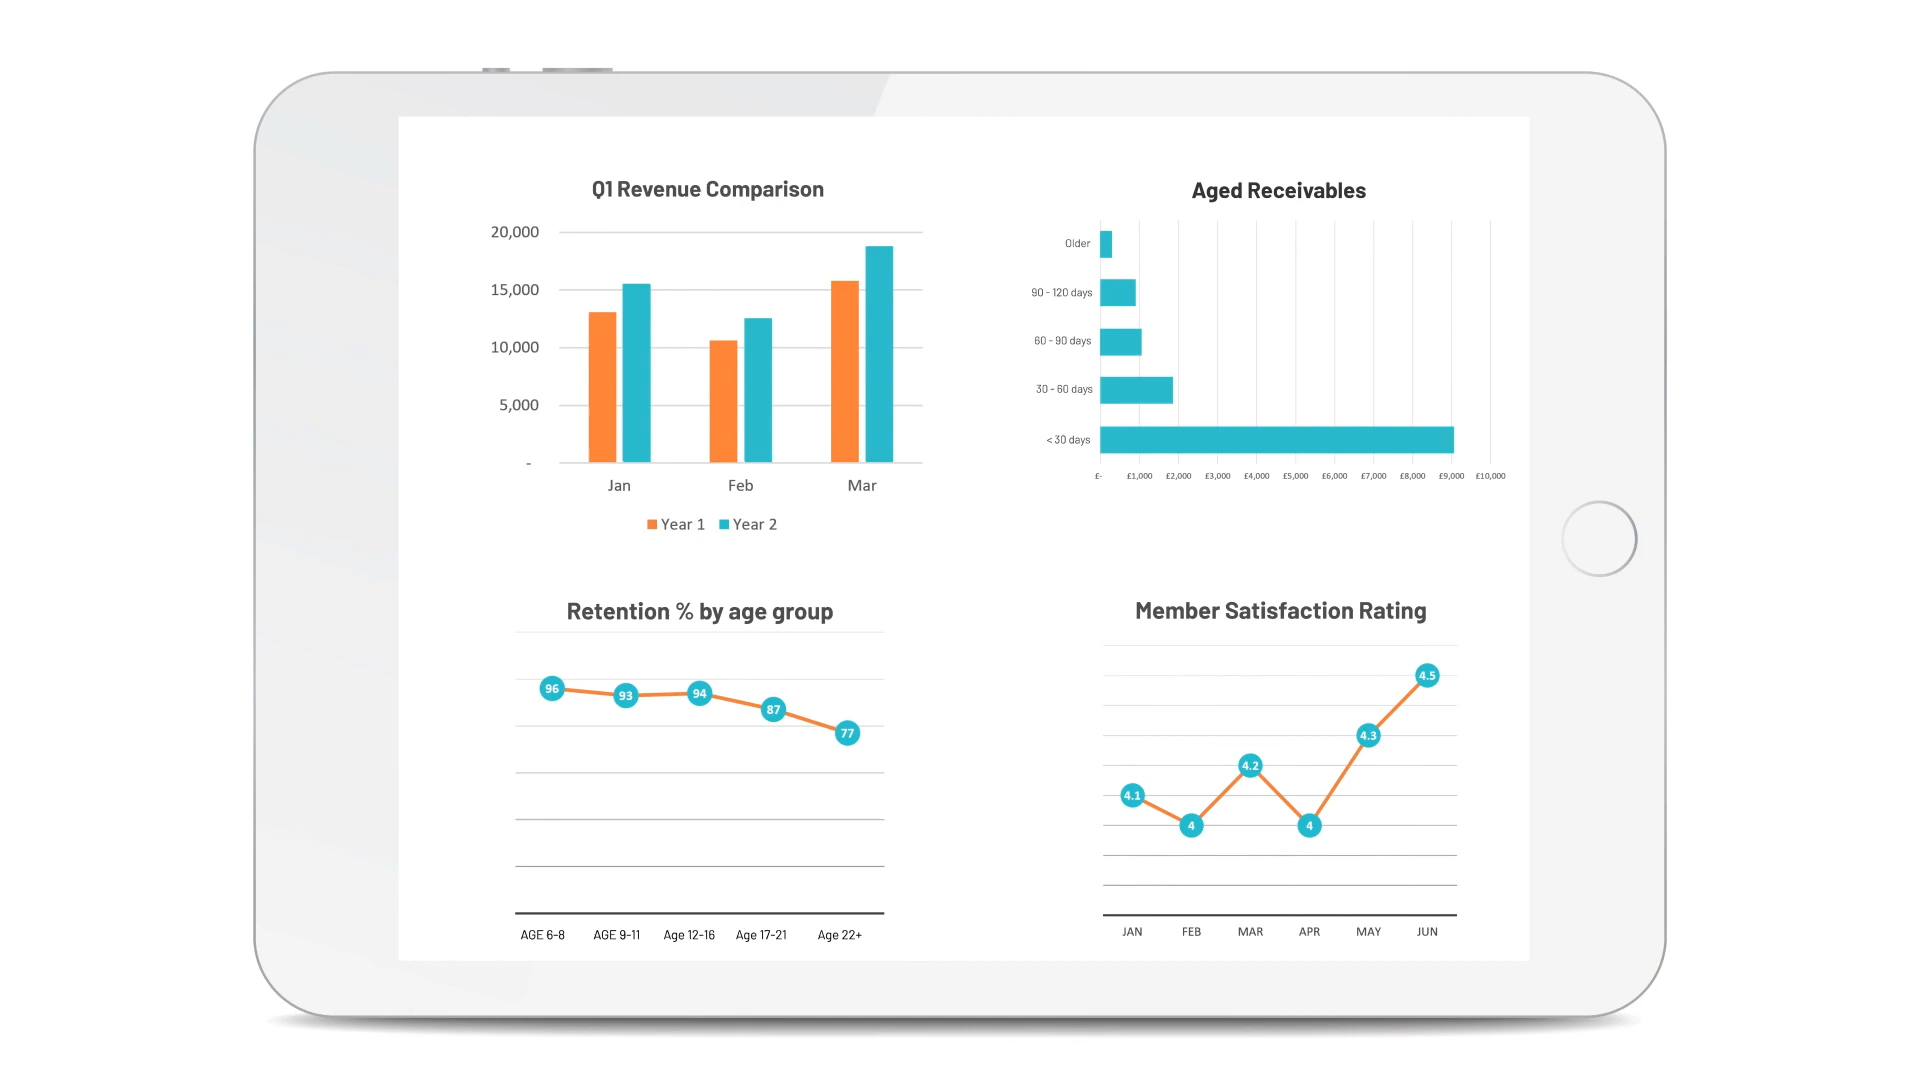 Q1 Revenue Comparison
20,000
15,000
10,000
5,000
-
Jan Feb Mar
Year 1 Year 2
Aged Receivables
Older
90 - 120 days
60 - 90 days
30 - 60 days
< 30 days
£- £1,000 £2,000 £3,000 £4,000 £5,000 £6,000 £7,000 £8,000 £9,000 £10,000
Retention % by age group
96 93 94 87 77
AGE 6-8 AGE 9-11 Age 12-16 Age 17-21 Age 22+
Member Satisfaction Rating
4.1 4 4.2 4 4.3 4.5
JAN FEB MAR APR MAY JUN